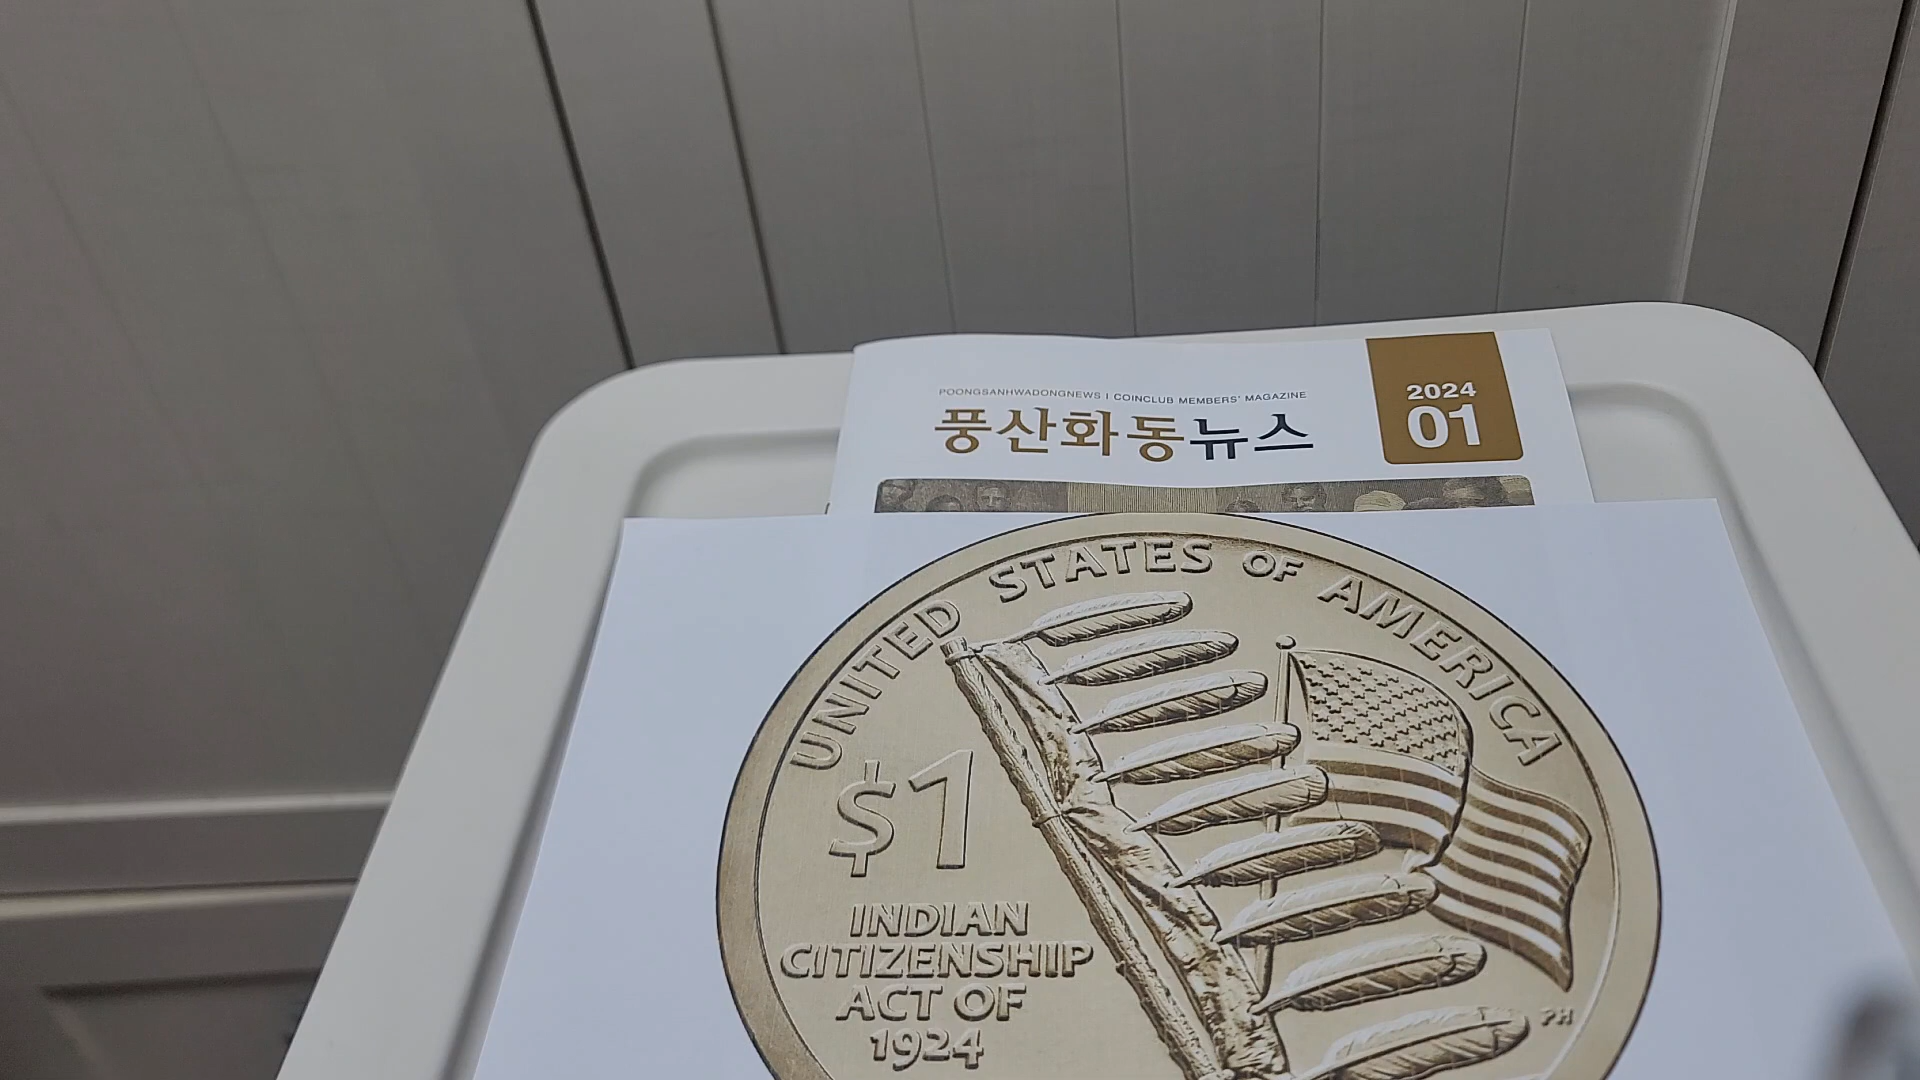 POONGSANHWADONGNEWS I COINCLUB MEMBERS' MAGAZINE
풍산화동뉴스
2024
01
UNITED STATES OF AMERICA
$1
INDIAN
CITIZENSHIP
ACT OF
1924
PH